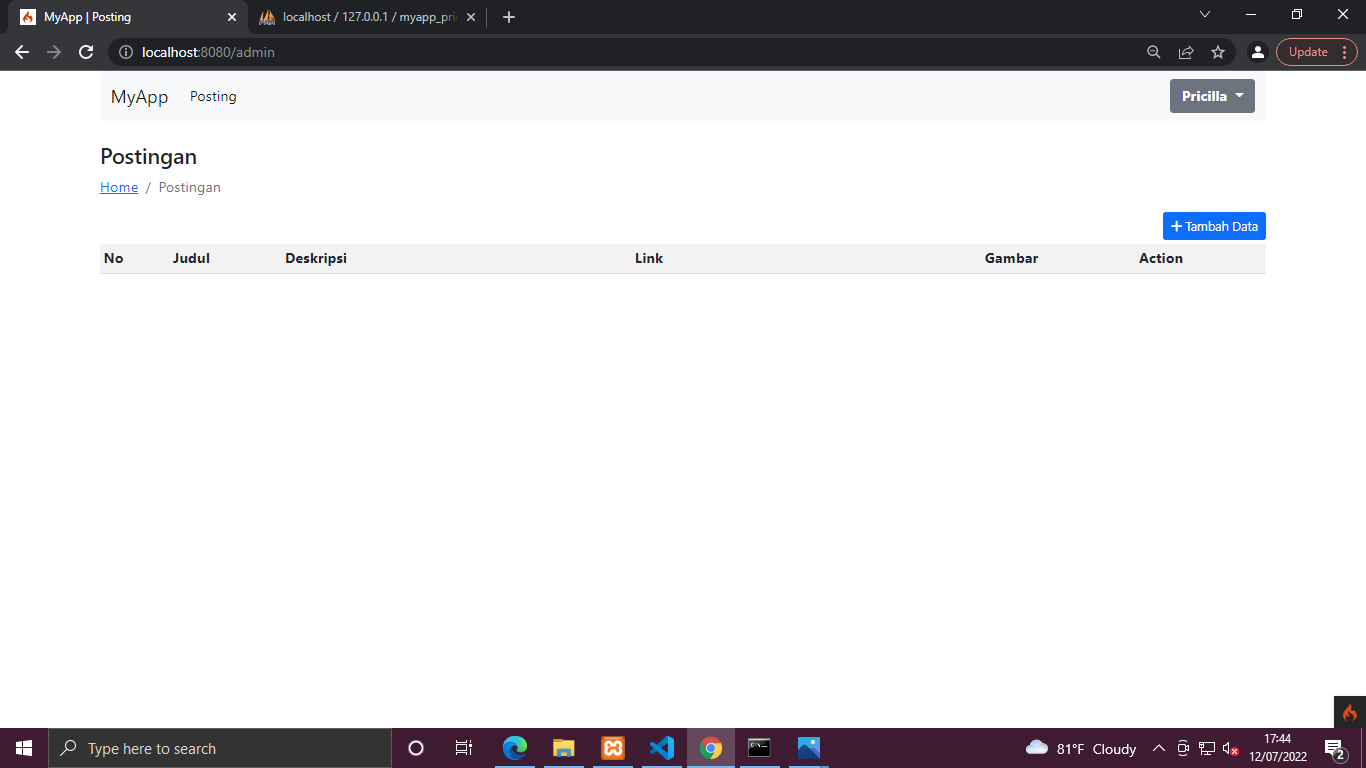 MyApp | Posting
localhost / 127.0.0.1 / myapp_pri
localhost:8080/admin
Update
MyApp
Posting
Pricilla
Postingan
Home / Postingan
Tambah Data
No Judul Deskripsi Link Gambar Action
Type here to search
81°F Cloudy
17:44
12/07/2022
2